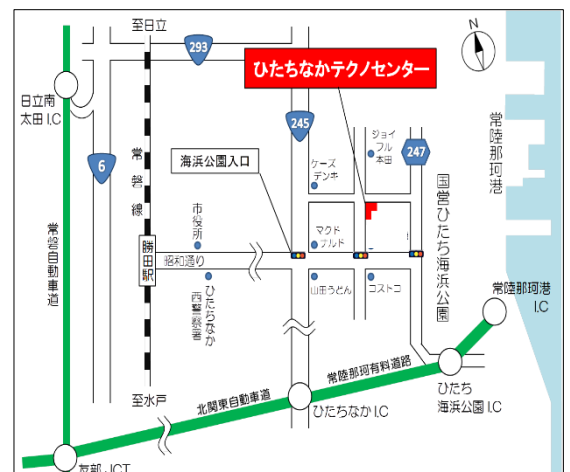 至日立
N
293
ひたちなかテクノセンター
日立南
太田 I.C
常磐線
245
ジョイ
フル
本田
247
常陸那珂港
6
海浜公園入口
ケーズ
デンキ
国営ひたち海浜公園
常磐自動車道
市役所
マクド
ナルド
勝田駅
昭和通り
ひたちなか
西警察署
山田うどん
コストコ
常陸那珂港
I.C
常陸那珂有料道路
至水戸
北関東自動車道
ひたちなか I.C
ひたち
海浜公園 I.C
友部 JCT